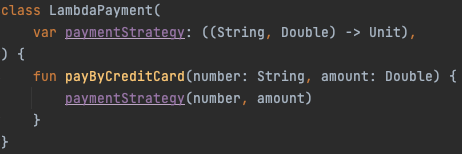 class LambdaPayment(
    var paymentStrategy: ((String, Double) -> Unit),
) {
    fun payByCreditCard(number: String, amount: Double) {
        paymentStrategy(number, amount)
    }
}